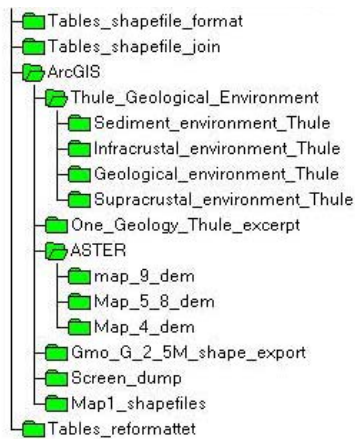 Tables_shapefile_format
Tables_shapefile_join
ArcGIS
Thule_Geological_Environment
Sediment_environment_Thule
Infracrustal_environment_Thule
Geological_environment_Thule
Supracrustal_environment_Thule
One_Geology_Thule_excerpt
ASTER
map_9_dem
Map_5_8_dem
Map_4_dem
Gmo_G_2_5M_shape_export
Screen_dump
Map1_shapefiles
Tables_reformattet